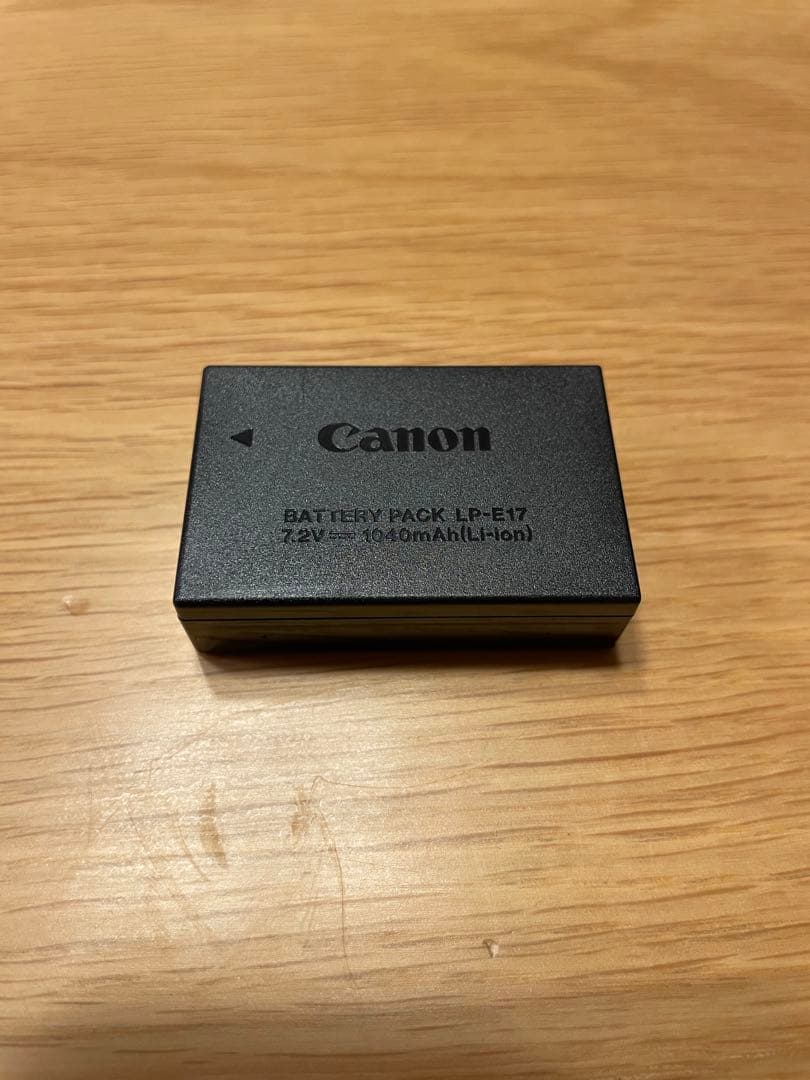 Canon
BATTERY PACK LP-E17
7.2V⎓1040mAh(Li-ion)